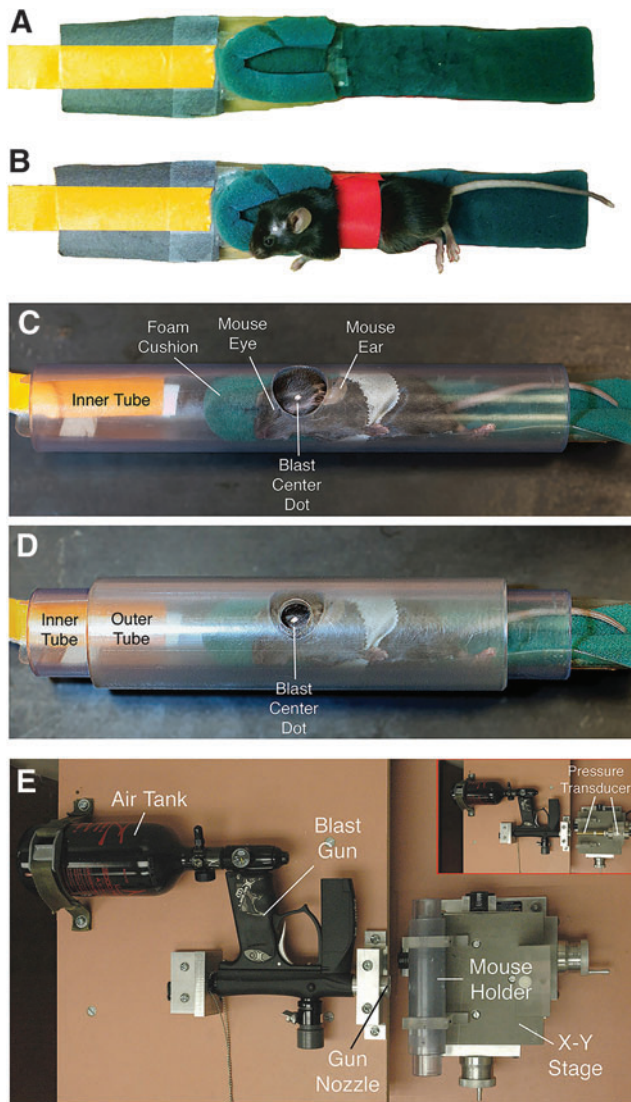 A
B
C
Foam
Cushion
Mouse
Eye
Mouse
Ear
Inner Tube
Blast
Center
Dot
D
Inner
Tube
Outer
Tube
Blast
Center
Dot
E
Air Tank
Blast
Gun
Pressure
Transducer
Mouse
Holder
Gun
Nozzle
X-Y
Stage